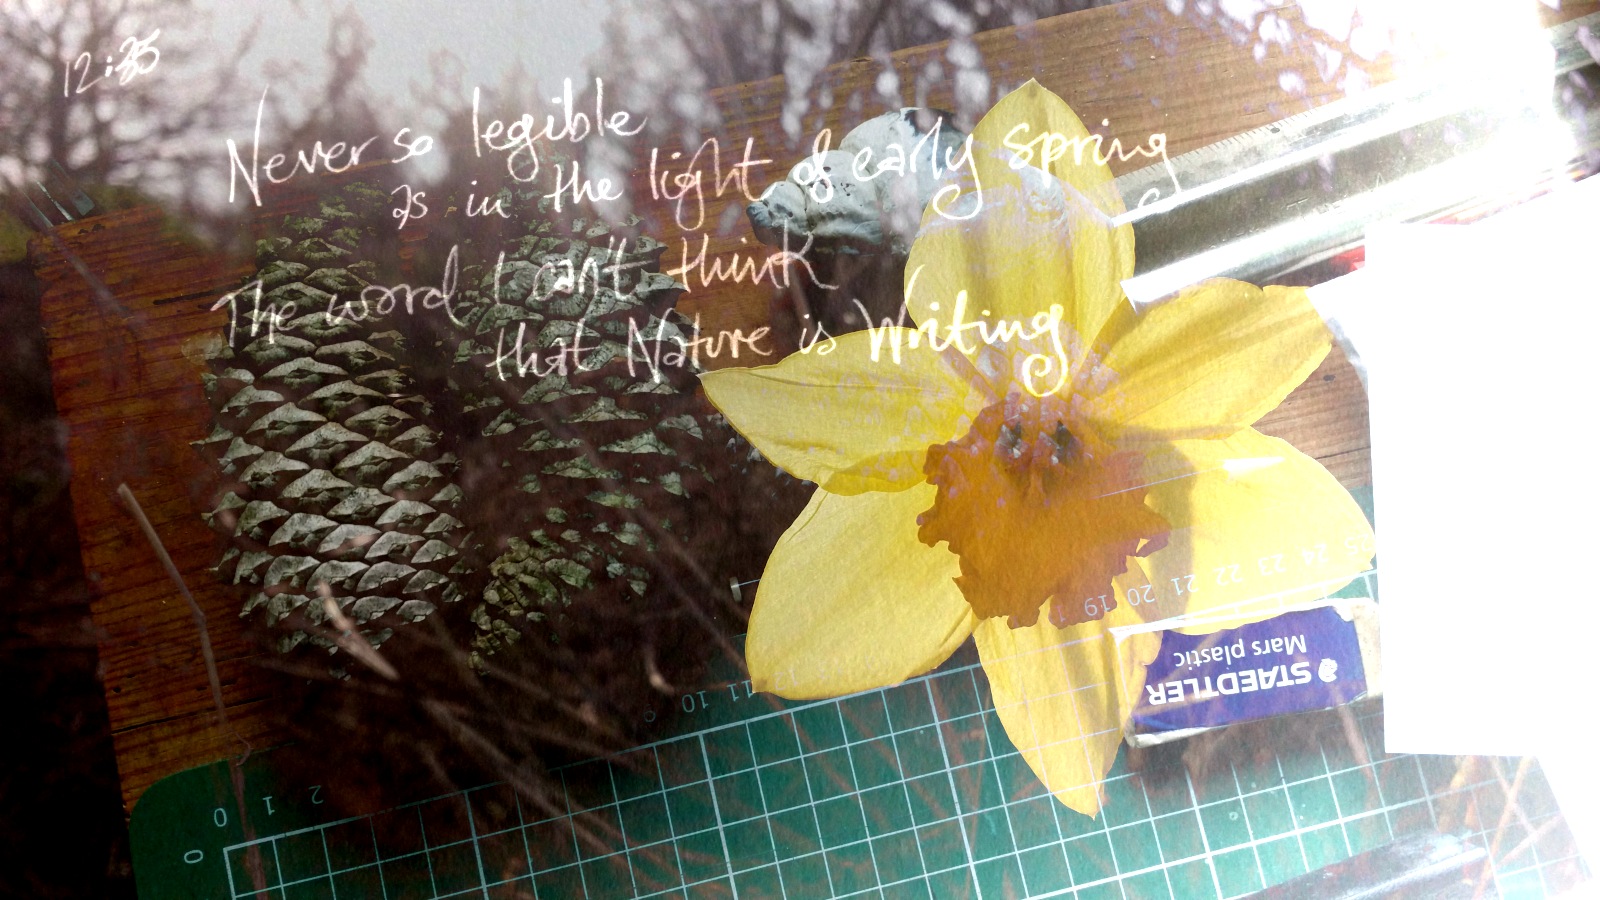 12:35
Never so legible
as in the light of early spring
The word I can't think
that Nature is Writing
25 24 23 22 21 20 19
11 10
STAEDTLER
Mars plastic
2 1 0
0